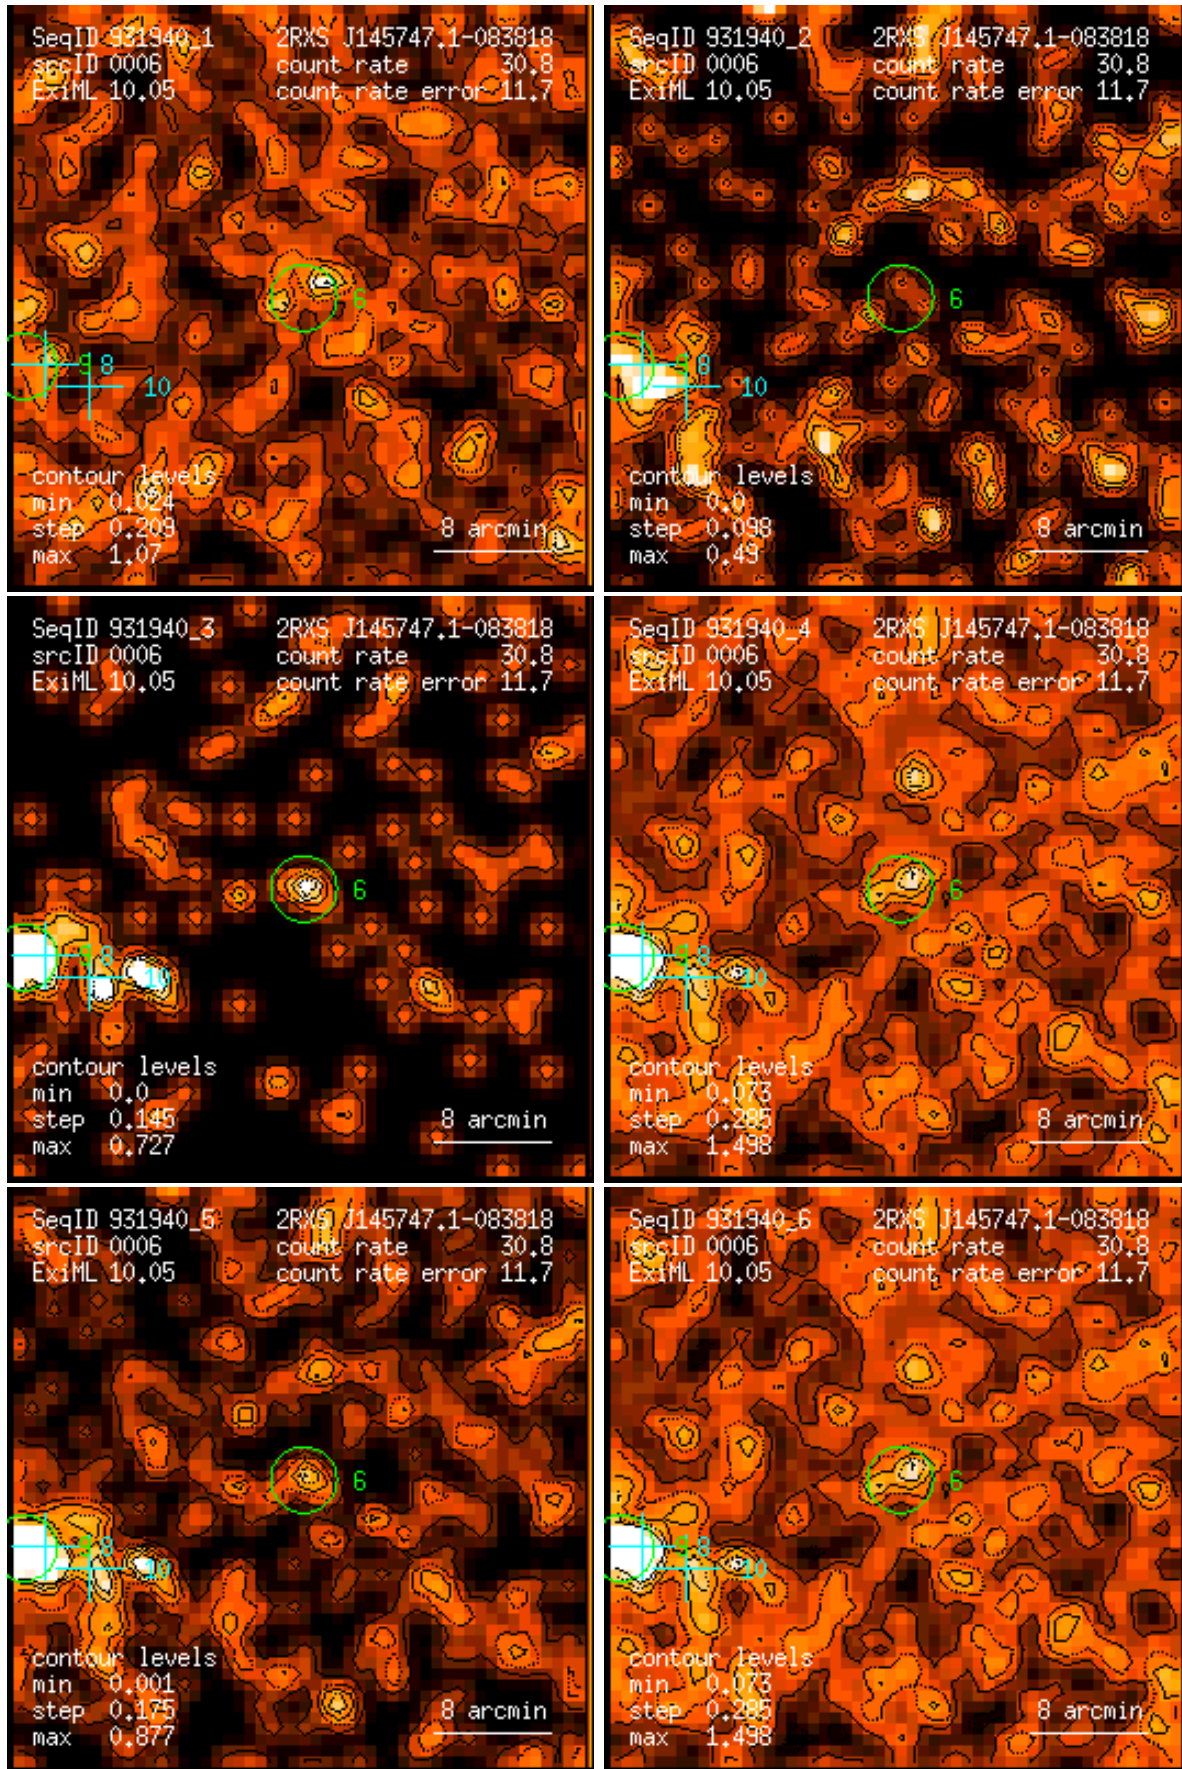 SeqID 931940_1 2RXS J145747.1-083818
srcID 0006 count rate 30.8
ExiML 10.05 count rate error 11.7
6
9 8
10
contour levels
min 0.024
step 0.209
max 1.07
8 arcmin
SeqID 931940_2 2RXS J145747.1-083818
srcID 0006 count rate 30.8
ExiML 10.05 count rate error 11.7
6
9 8
10
contour levels
min 0.0
step 0.098
max 0.49
8 arcmin
SeqID 931940_3 2RXS J145747.1-083818
srcID 0006 count rate 30.8
ExiML 10.05 count rate error 11.7
6
9 8
10
contour levels
min 0.0
step 0.145
max 0.727
8 arcmin
SeqID 931940_4 2RXS J145747.1-083818
srcID 0006 count rate 30.8
ExiML 10.05 count rate error 11.7
6
9 8
10
contour levels
min 0.073
step 0.285
max 1.498
8 arcmin
SeqID 931940_5 2RXS J145747.1-083818
srcID 0006 count rate 30.8
ExiML 10.05 count rate error 11.7
6
9 8
10
contour levels
min 0.001
step 0.175
max 0.877
8 arcmin
SeqID 931940_6 2RXS J145747.1-083818
srcID 0006 count rate 30.8
ExiML 10.05 count rate error 11.7
6
9 8
10
contour levels
min 0.073
step 0.285
max 1.498
8 arcmin